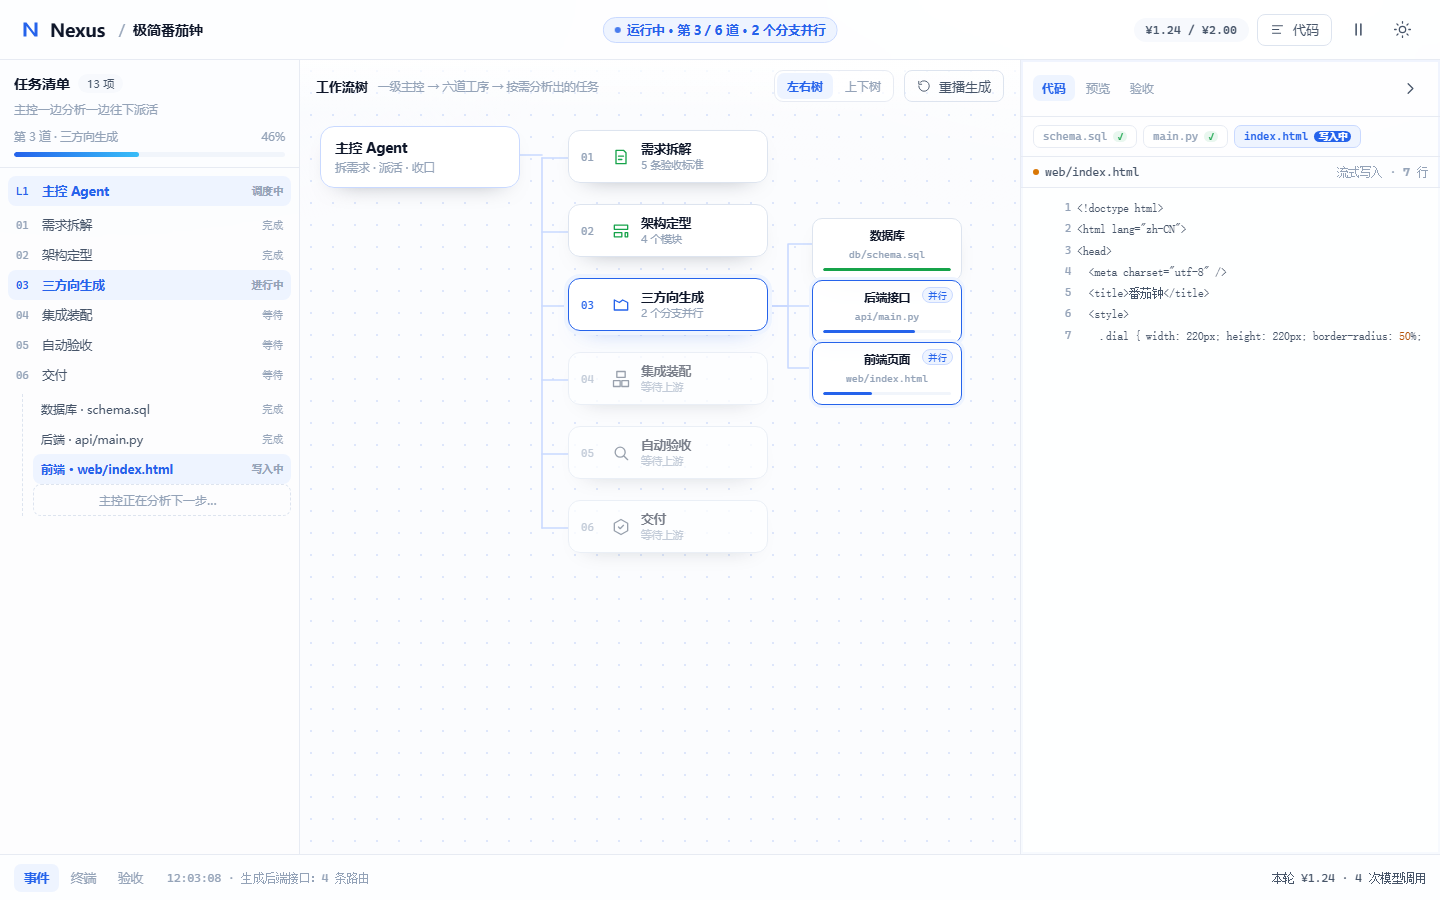 Nexus / 极简番茄钟
运行中 • 第 3 / 6 道 • 2 个分支并行
¥1.24 / ¥2.00
代码
任务清单 13 项
主控一边分析一边往下派活
第 3 道 · 三方向生成 46%
L1 主控 Agent 调度中
01 需求拆解 完成
02 架构定型 完成
03 三方向生成 进行中
04 集成装配 等待
05 自动验收 等待
06 交付 等待
数据库 · schema.sql 完成
后端 · api/main.py 完成
前端 • web/index.html 写入中
主控正在分析下一步...
工作流树 一级主控 → 六道工序 → 按需分析出的任务
左右树 上下树
重播生成
主控 Agent
拆需求 · 派活 · 收口
01 需求拆解
5 条验收标准
02 架构定型
4 个模块
03 三方向生成
2 个分支并行
04 集成装配
等待上游
05 自动验收
等待上游
06 交付
等待上游
数据库
db/schema.sql
后端接口 并行
api/main.py
前端页面 并行
web/index.html
代码 预览 验收
schema.sql ✓ main.py ✓ index.html 写入中
web/index.html 流式写入 · 7 行
1 <!doctype html>
2 <html lang="zh-CN">
3 <head>
4 <meta charset="utf-8" />
5 <title>番茄钟</title>
6 <style>
7 .dial { width: 220px; height: 220px; border-radius: 50%;
事件 终端 验收 12:03:08 · 生成后端接口: 4 条路由
本轮 ¥1.24 · 4 次模型调用